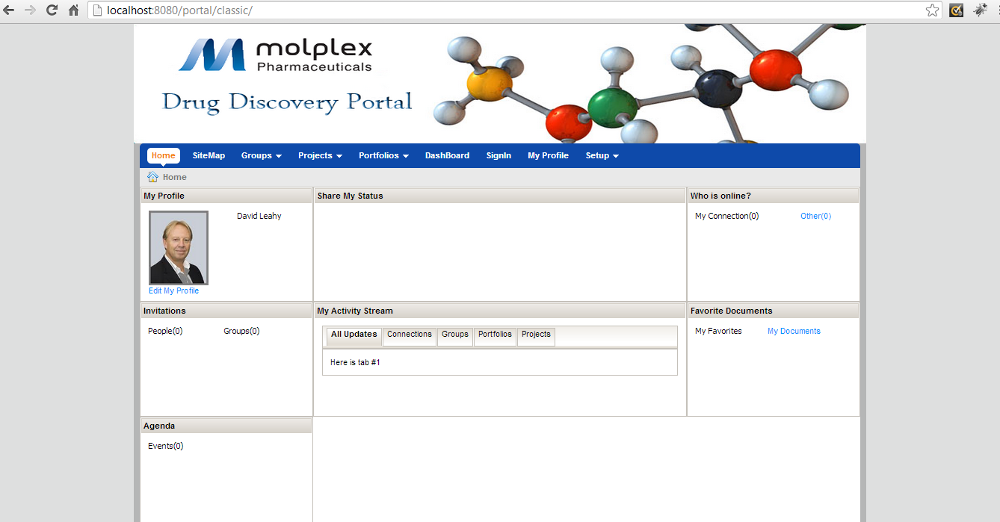 localhost:8080/portal/classic/
molplex
Pharmaceuticals
Drug Discovery Portal
Home SiteMap Groups Projects Portfolios DashBoard SignIn My Profile Setup
Home
My Profile Share My Status Who is online?
David Leahy My Connection(0) Other(0)
Edit My Profile
Invitations My Activity Stream Favorite Documents
People(0) Groups(0) All Updates Connections Groups Portfolios Projects My Favorites My Documents
Here is tab #1
Agenda
Events(0)